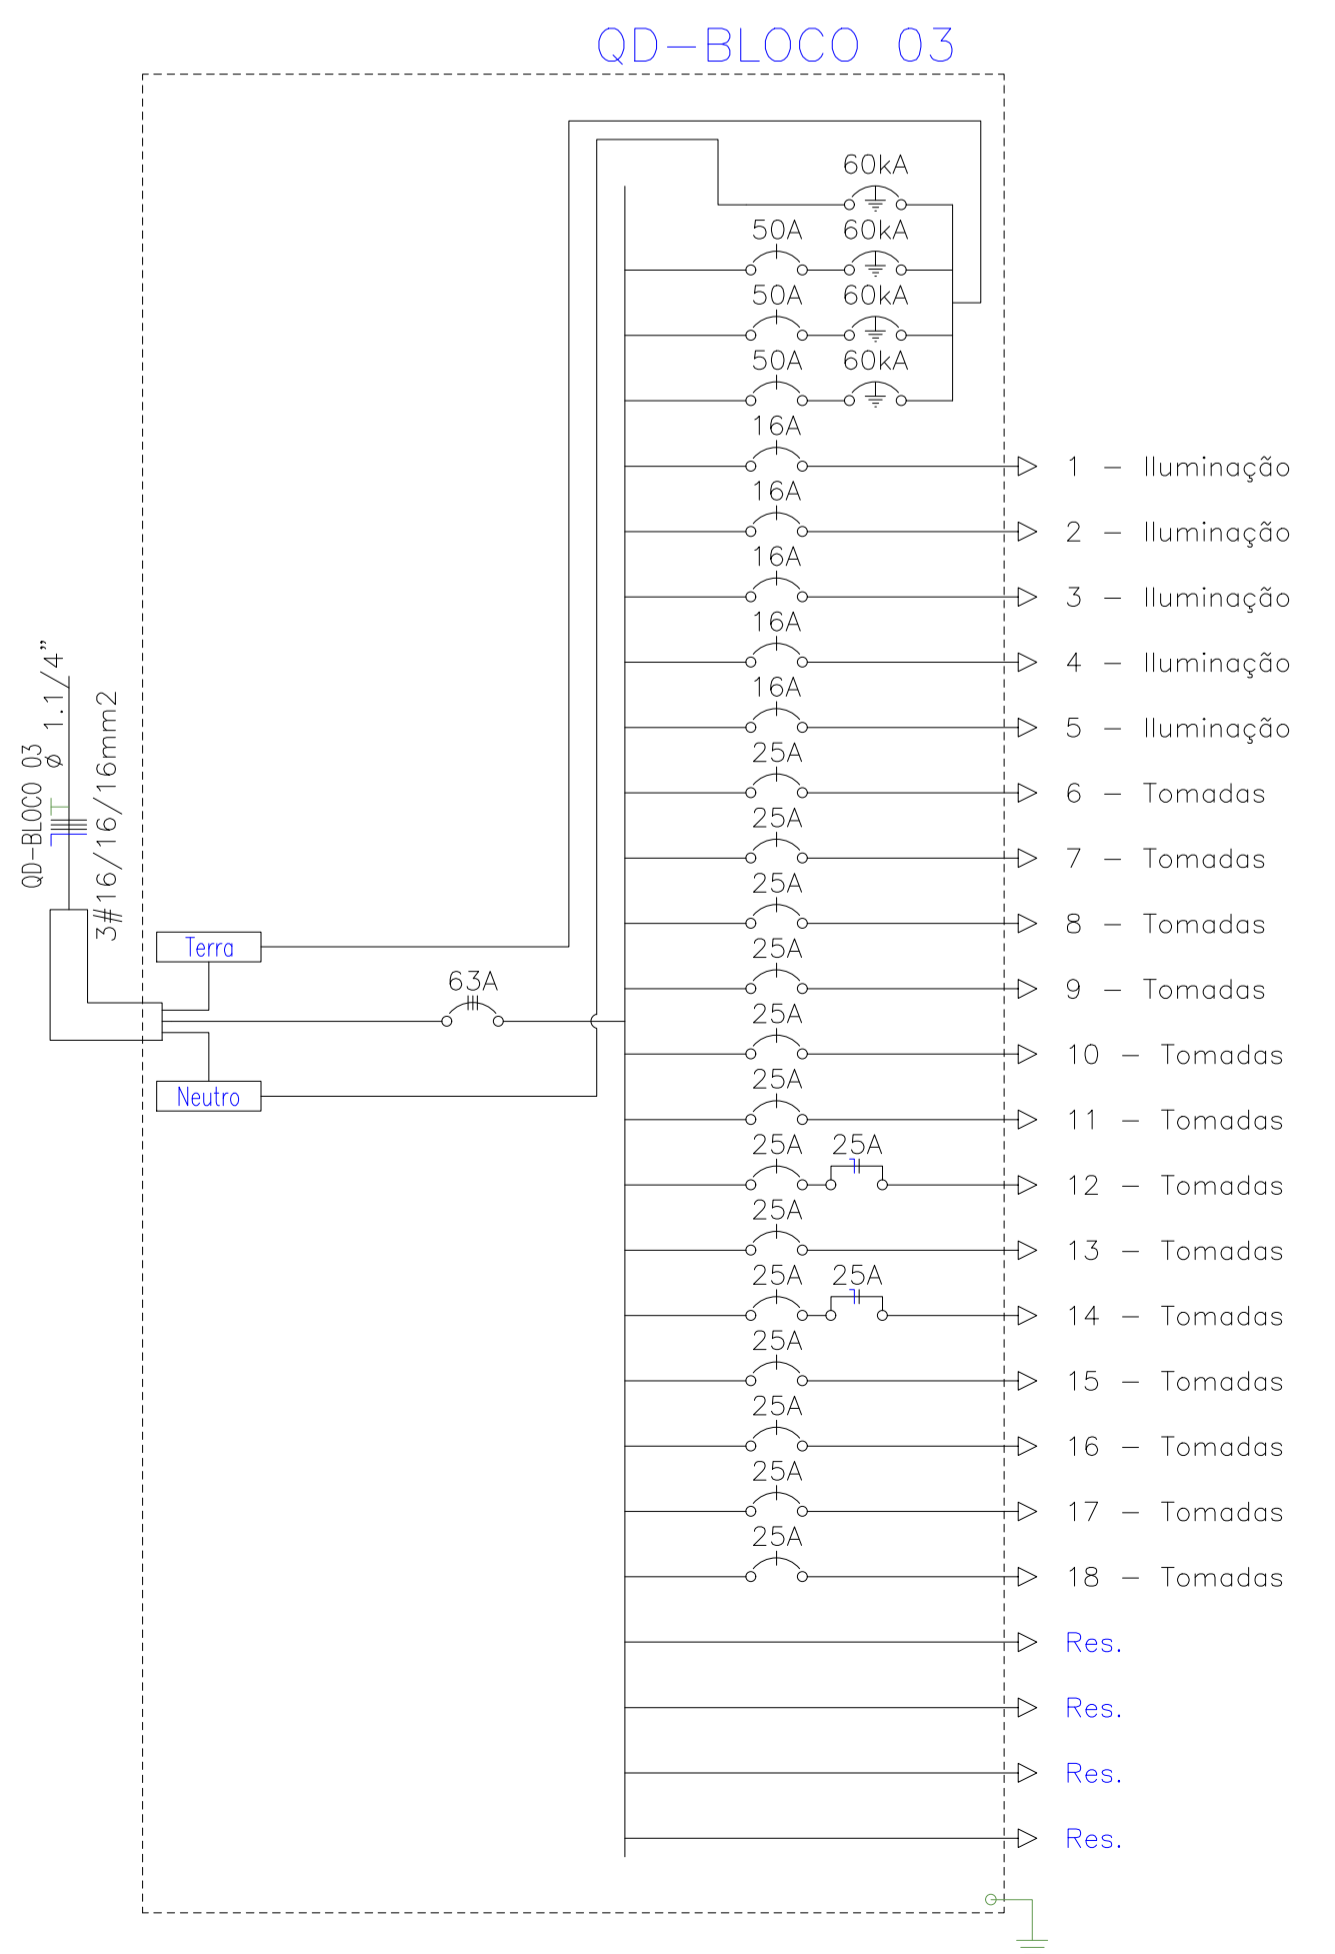 QD-BLOCO 03
60kA
50A 60kA
50A 60kA
50A 60kA
16A
1 - Iluminação
16A
2 - Iluminação
16A
3 - Iluminação
16A
4 - Iluminação
16A
5 - Iluminação
25A
6 - Tomadas
25A
7 - Tomadas
25A
8 - Tomadas
25A
9 - Tomadas
25A
10 - Tomadas
25A
11 - Tomadas
25A 25A
12 - Tomadas
25A
13 - Tomadas
25A 25A
14 - Tomadas
25A
15 - Tomadas
25A
16 - Tomadas
25A
17 - Tomadas
25A
18 - Tomadas
Res.
Res.
Res.
Res.
QD-BLOCO 03
ø 1.1/4”
3#16/16/16mm2
Terra
63A
Neutro